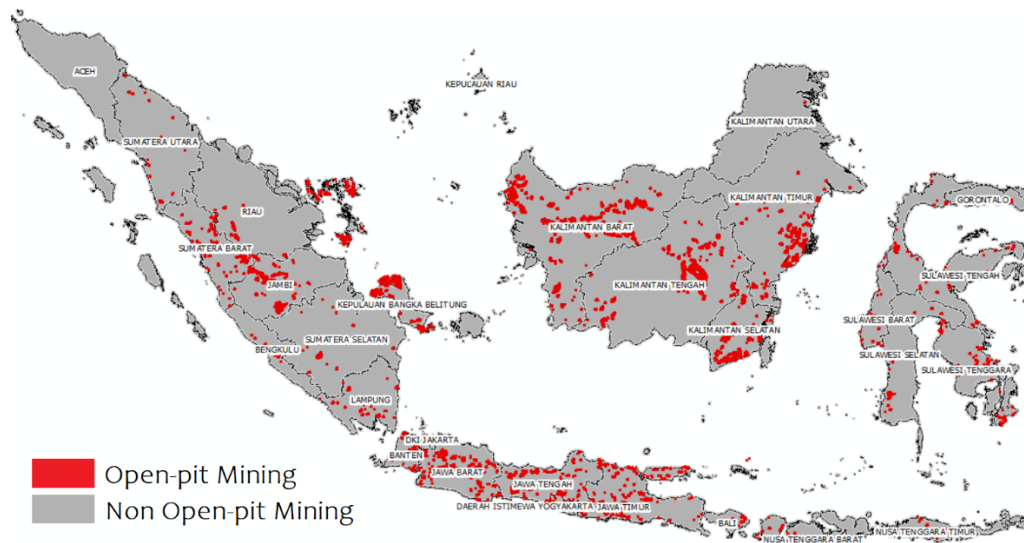 ACEH
KEPULAUAN RIAU
KALIMANTAN UTARA
SUMATERA UTARA
KALIMANTAN TIMUR
GORONTALO
RIAU
KALIMANTAN BARAT
SUMATERA BARAT
SULAWESI TENGAH
JAMBI
KALIMANTAN TENGAH
KEPULAUAN BANGKA BELITUNG
SULAWESI BARAT
KALIMANTAN SELATAN
SUMATERA SELATAN
BENGKULU
SULAWESI SELATAN
SULAWESI TENGGARA
LAMPUNG
DKI JAKARTA
BANTEN
JAWA BARAT
JAWA TENGAH
DAERAH ISTIMEWA YOGYAKARTA
JAWA TIMUR
BALI
NUSA TENGGARA BARAT
NUSA TENGGARA TIMUR
Open-pit Mining
Non Open-pit Mining